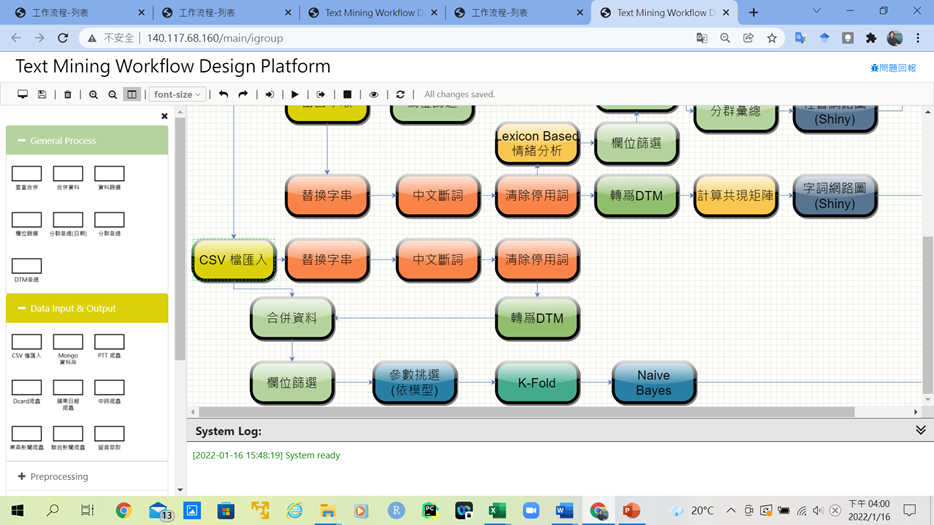 工作流程-列表
工作流程-列表
Text Mining Workflow D
工作流程-列表
Text Mining Workflow D
不安全
140.117.68.160/main/igroup
Text Mining Workflow Design Platform
問題回報
font-size
All changes saved.
General Process
垂直合併
合併資料
資料篩選
欄位篩選
分群彙總(日期)
分群彙總
DTM彙總
Data Input & Output
CSV 檔匯入
Mongo
資料庫
PTT 爬蟲
Dcard爬蟲
蘋果日報
爬蟲
中時爬蟲
東森新聞爬蟲
聯合新聞爬蟲
留言萃取
Preprocessing
分群彙總
社會網路圖
(Shiny)
Lexicon Based
情緒分析
欄位篩選
替換字串
中文斷詞
清除停用詞
轉爲DTM
計算共現矩陣
字詞網路圖
(Shiny)
CSV 檔匯入
替換字串
中文斷詞
清除停用詞
合併資料
轉爲DTM
欄位篩選
參數挑選
(依模型)
K-Fold
Naive
Bayes
System Log:
[2022-01-16 15:48:19] System ready
13
20°C
下午 04:00
2022/1/16